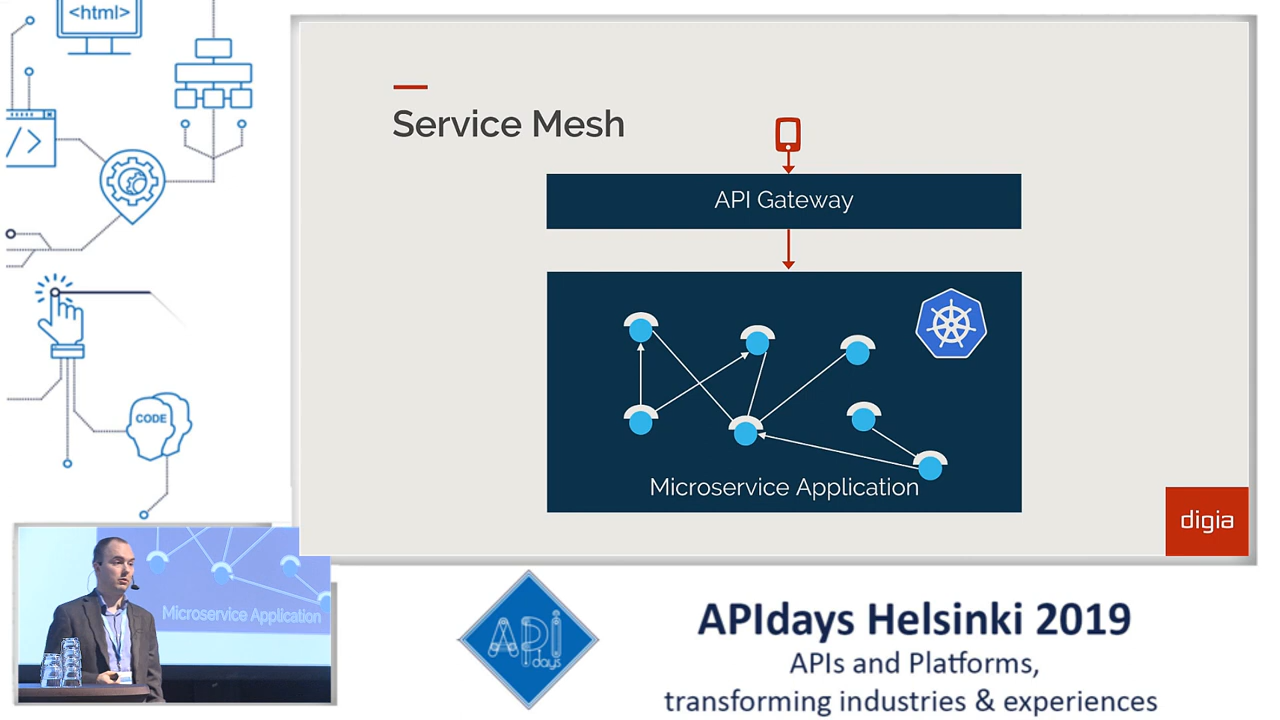 <html>
Service Mesh
API Gateway
Microservice Application
</>
CODE
digia
Microservice Application
API
days
APIdays Helsinki 2019
APIs and Platforms,
transforming industries & experiences